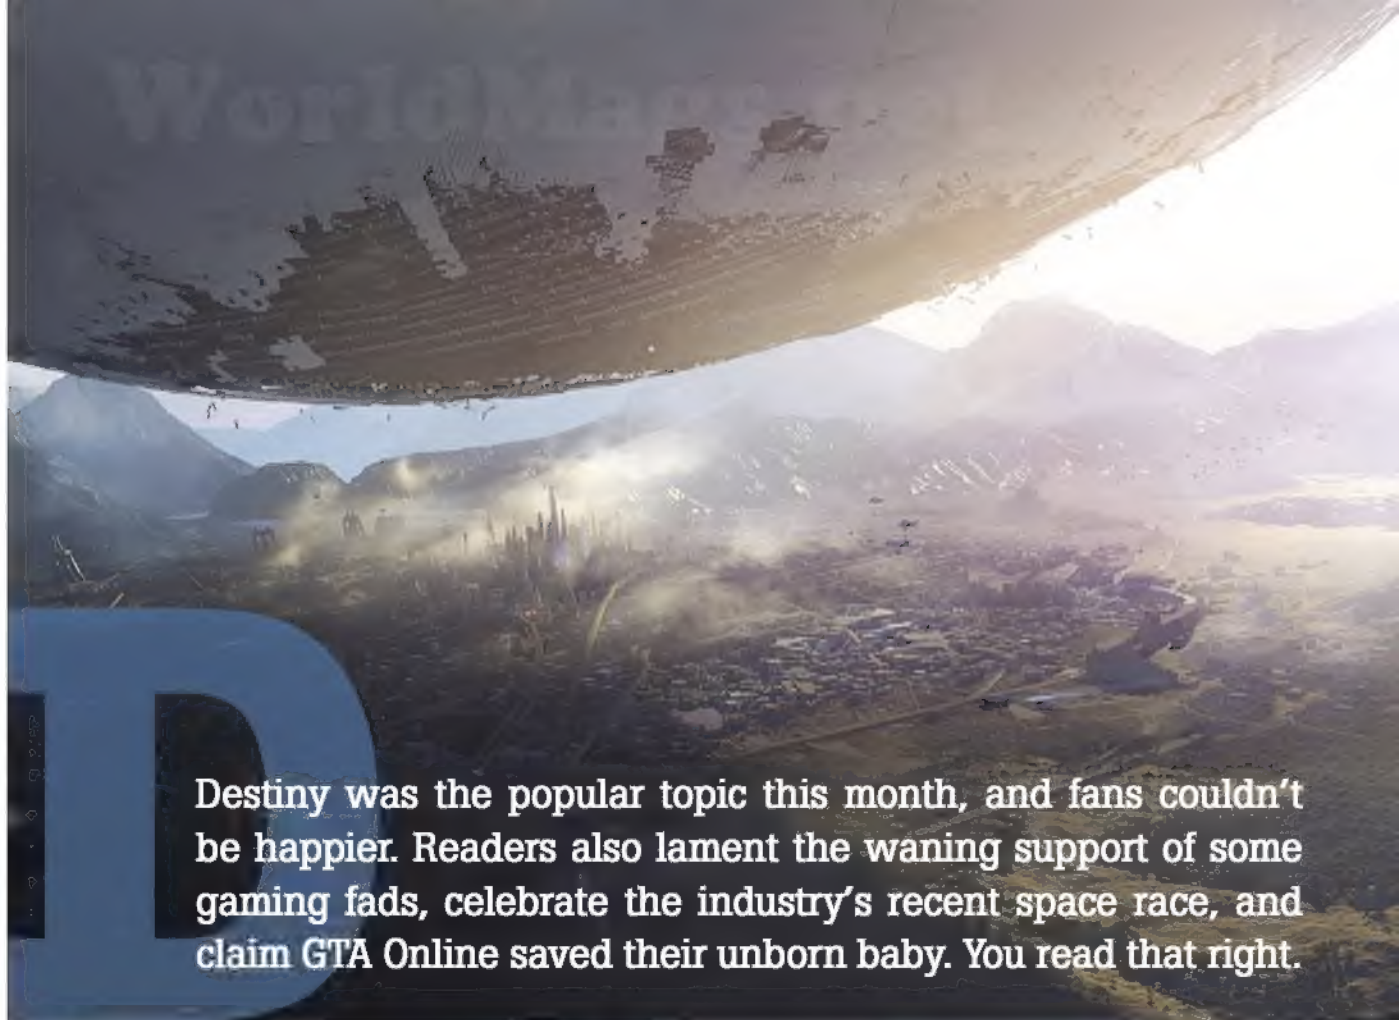 WorldMags.net
D
Destiny was the popular topic this month, and fans couldn't
be happier. Readers also lament the waning support of some
gaming fads, celebrate the industry's recent space race, and
claim GTA Online saved their unborn baby. You read that right.